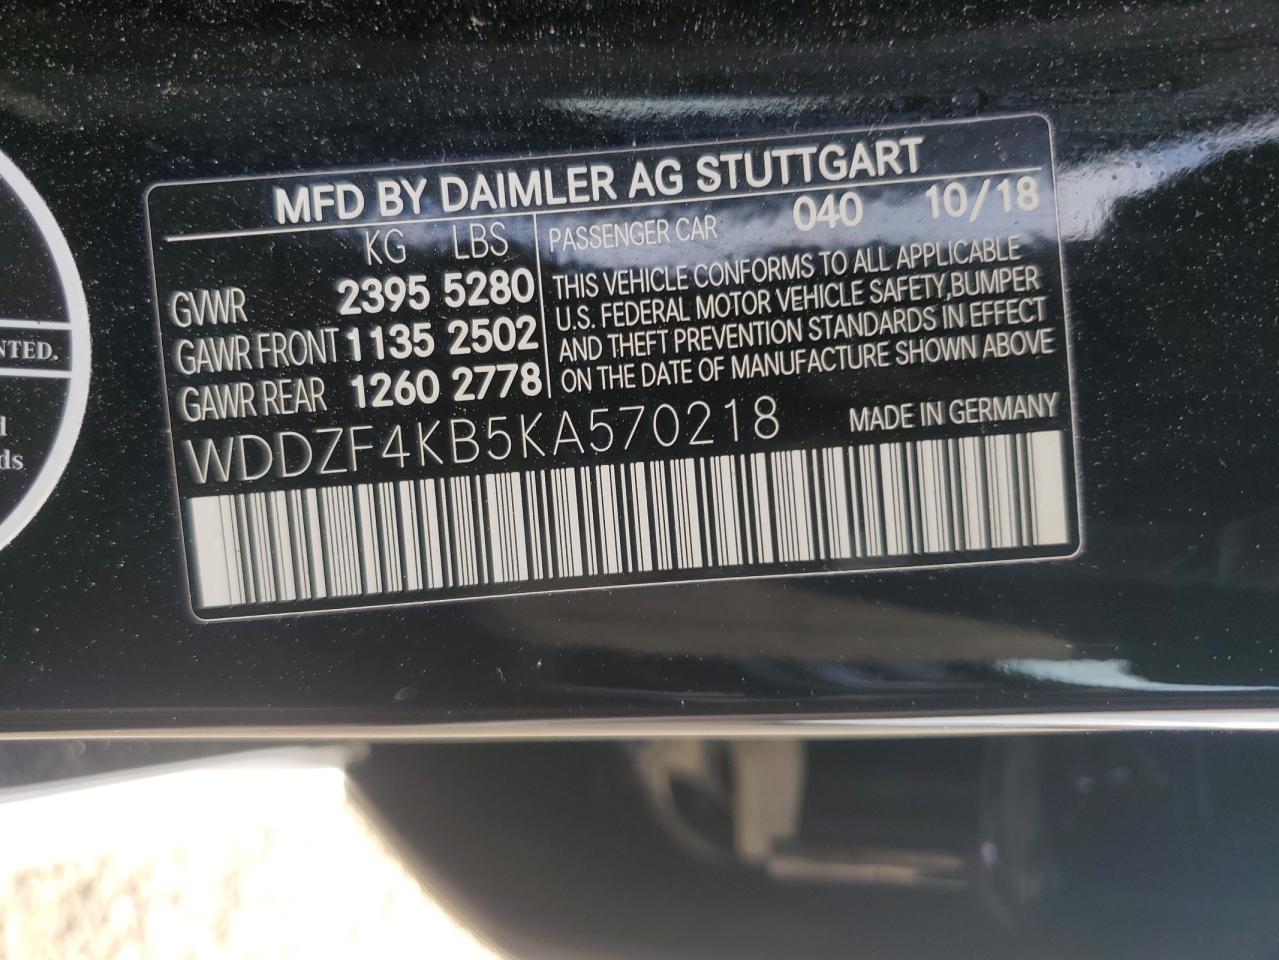 MFD BY DAIMLER AG STUTTGART
KG LBS
GVWR 2395 5280
GAWR FRONT 1135 2502
GAWR REAR 1260 2778
PASSENGER CAR 040 10/18
THIS VEHICLE CONFORMS TO ALL APPLICABLE
U.S. FEDERAL MOTOR VEHICLE SAFETY,BUMPER
AND THEFT PREVENTION STANDARDS IN EFFECT
ON THE DATE OF MANUFACTURE SHOWN ABOVE
WDDZF4KB5KA570218 MADE IN GERMANY